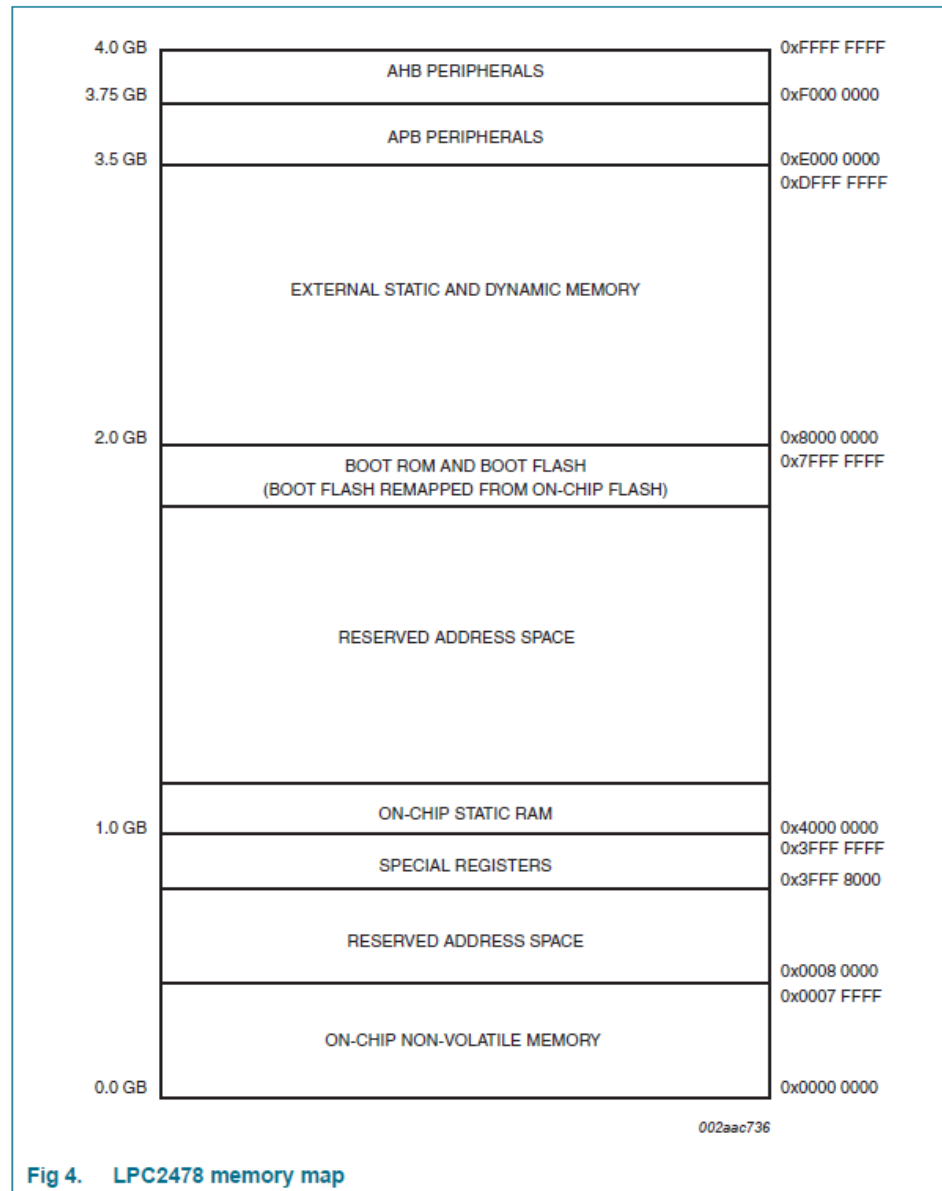 4.0 GB 0xFFFF FFFF
AHB PERIPHERALS
3.75 GB 0xF000 0000
APB PERIPHERALS
3.5 GB 0xE000 0000
0xDFFF FFFF
EXTERNAL STATIC AND DYNAMIC MEMORY
2.0 GB 0x8000 0000
0x7FFF FFFF
BOOT ROM AND BOOT FLASH
(BOOT FLASH REMAPPED FROM ON-CHIP FLASH)
RESERVED ADDRESS SPACE
ON-CHIP STATIC RAM
1.0 GB 0x4000 0000
0x3FFF FFFF
SPECIAL REGISTERS
0x3FFF 8000
RESERVED ADDRESS SPACE
0x0008 0000
0x0007 FFFF
ON-CHIP NON-VOLATILE MEMORY
0.0 GB 0x0000 0000
002aac736
Fig 4. LPC2478 memory map